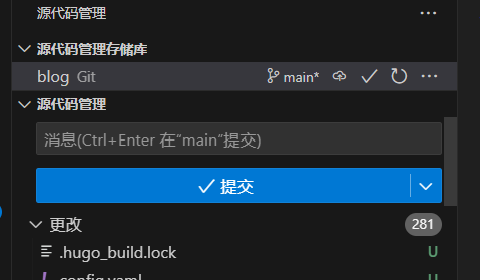 源代码管理 ···
源代码管理存储库
blog Git main* ···
源代码管理
消息(Ctrl+Enter 在"main"提交)
提交
更改 281
.hugo_build.lock U
config.yaml